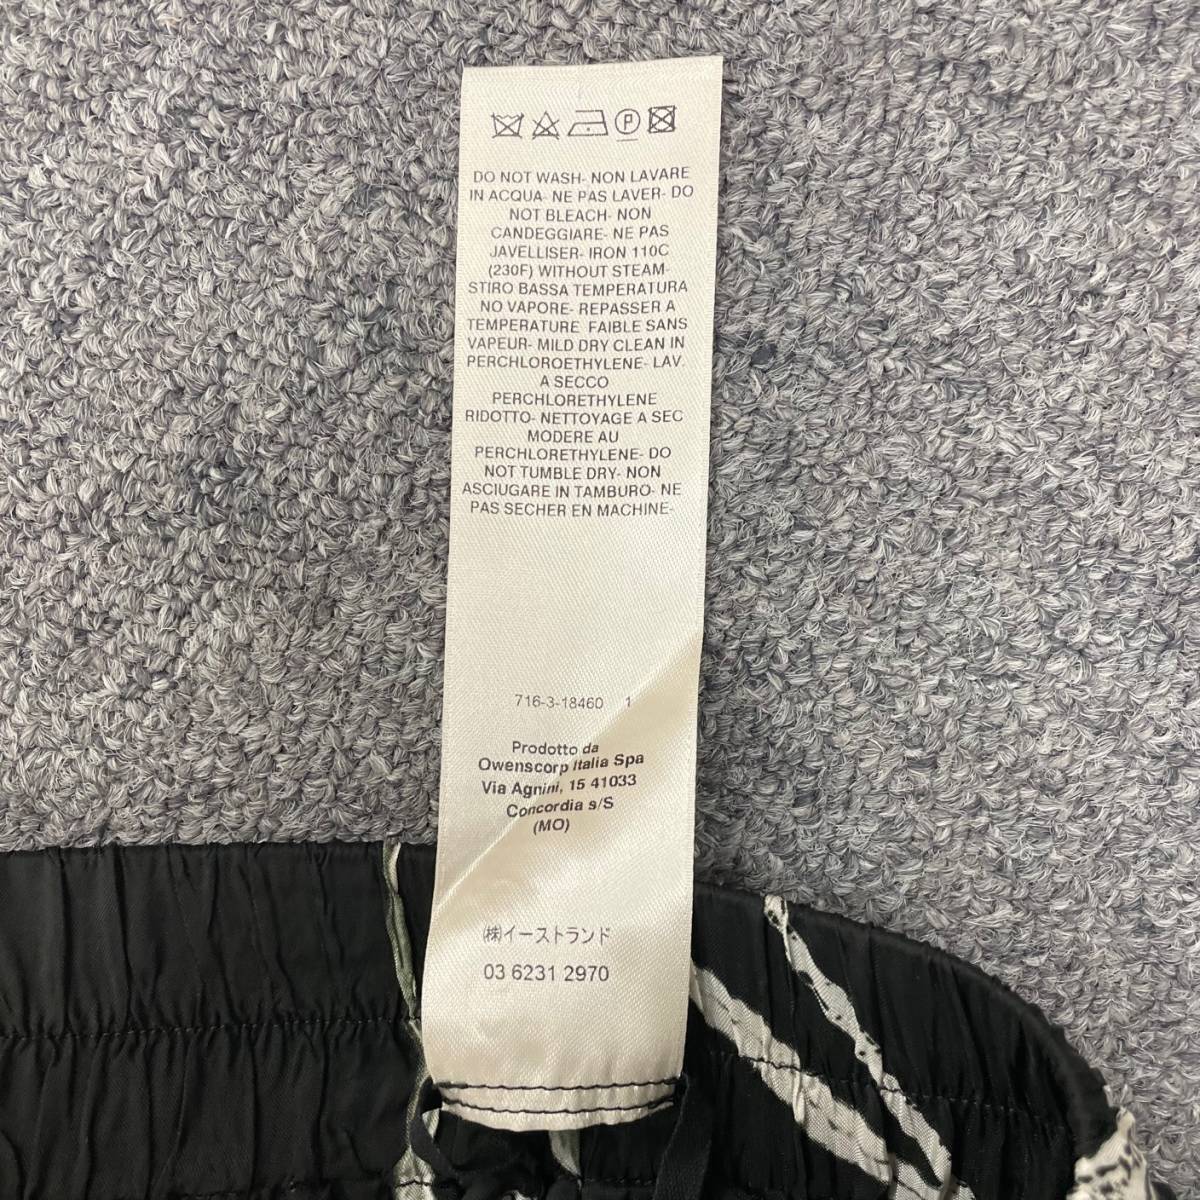 P
DO NOT WASH- NON LAVARE
IN ACQUA- NE PAS LAVER- DO
NOT BLEACH- NON
CANDEGGIARE- NE PAS
JAVELLISER- IRON 110C
(230F) WITHOUT STEAM-
STIRO BASSA TEMPERATURA
NO VAPORE- REPASSER A
TEMPERATURE FAIBLE SANS
VAPEUR- MILD DRY CLEAN IN
PERCHLOROETHYLENE- LAV.
A SECCO
PERCHLORETHYLENE
RIDOTTO- NETTOYAGE A SEC
MODERE AU
PERCHLORETHYLENE- DO
NOT TUMBLE DRY- NON
ASCIUGARE IN TAMBURO- NE
PAS SECHER EN MACHINE-
716-3-18460 1
Prodotto da
Owenscorp Italia Spa
Via Agnini, 15 41033
Concordia s/S
(MO)
㈱イーストランド
03 6231 2970